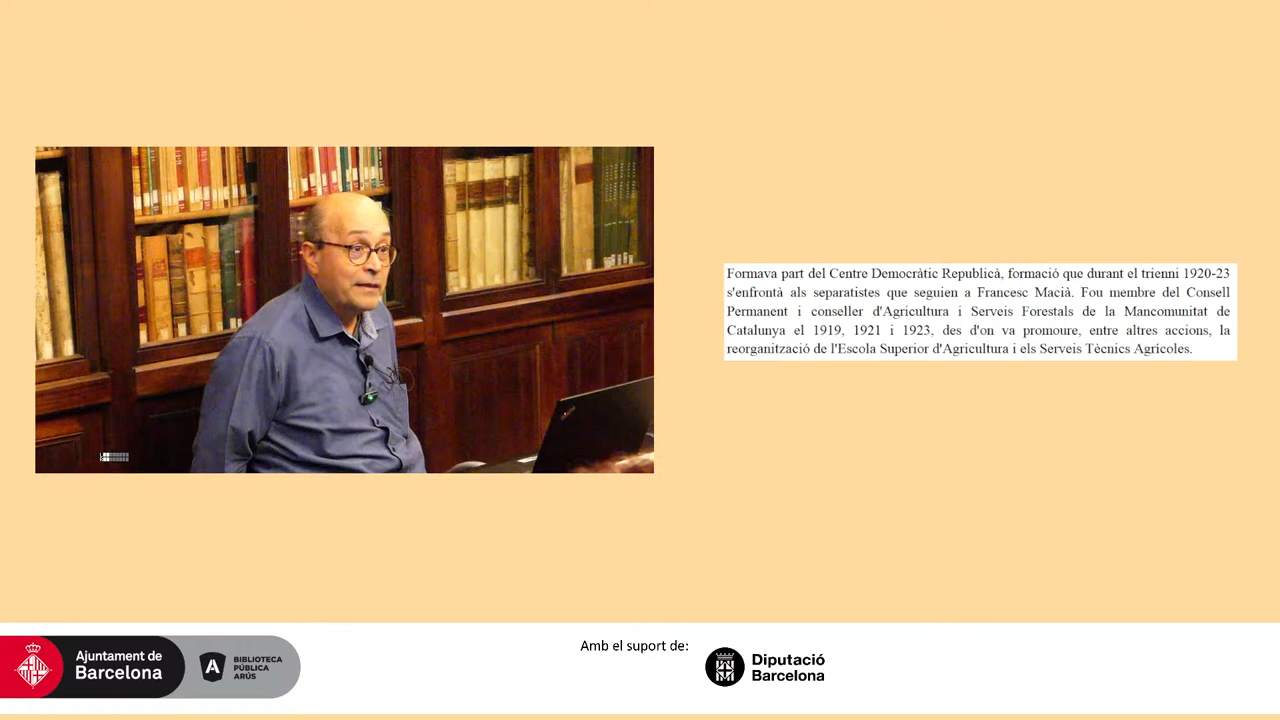 Formava part del Centre Democràtic Republicà, formació que durant el trienni 1920-23
s'enfrontà als separatistes que seguien a Francesc Macià. Fou membre del Consell
Permanent i conseller d'Agricultura i Serveis Forestals de la Mancomunitat de
Catalunya el 1919, 1921 i 1923, des d'on va promoure, entre altres accions, la
reorganització de l'Escola Superior d'Agricultura i els Serveis Tècnics Agrícoles.
Amb el suport de:
Ajuntament de
Barcelona
A
BIBLIOTECA
PÚBLICA
ARÚS
Diputació
Barcelona